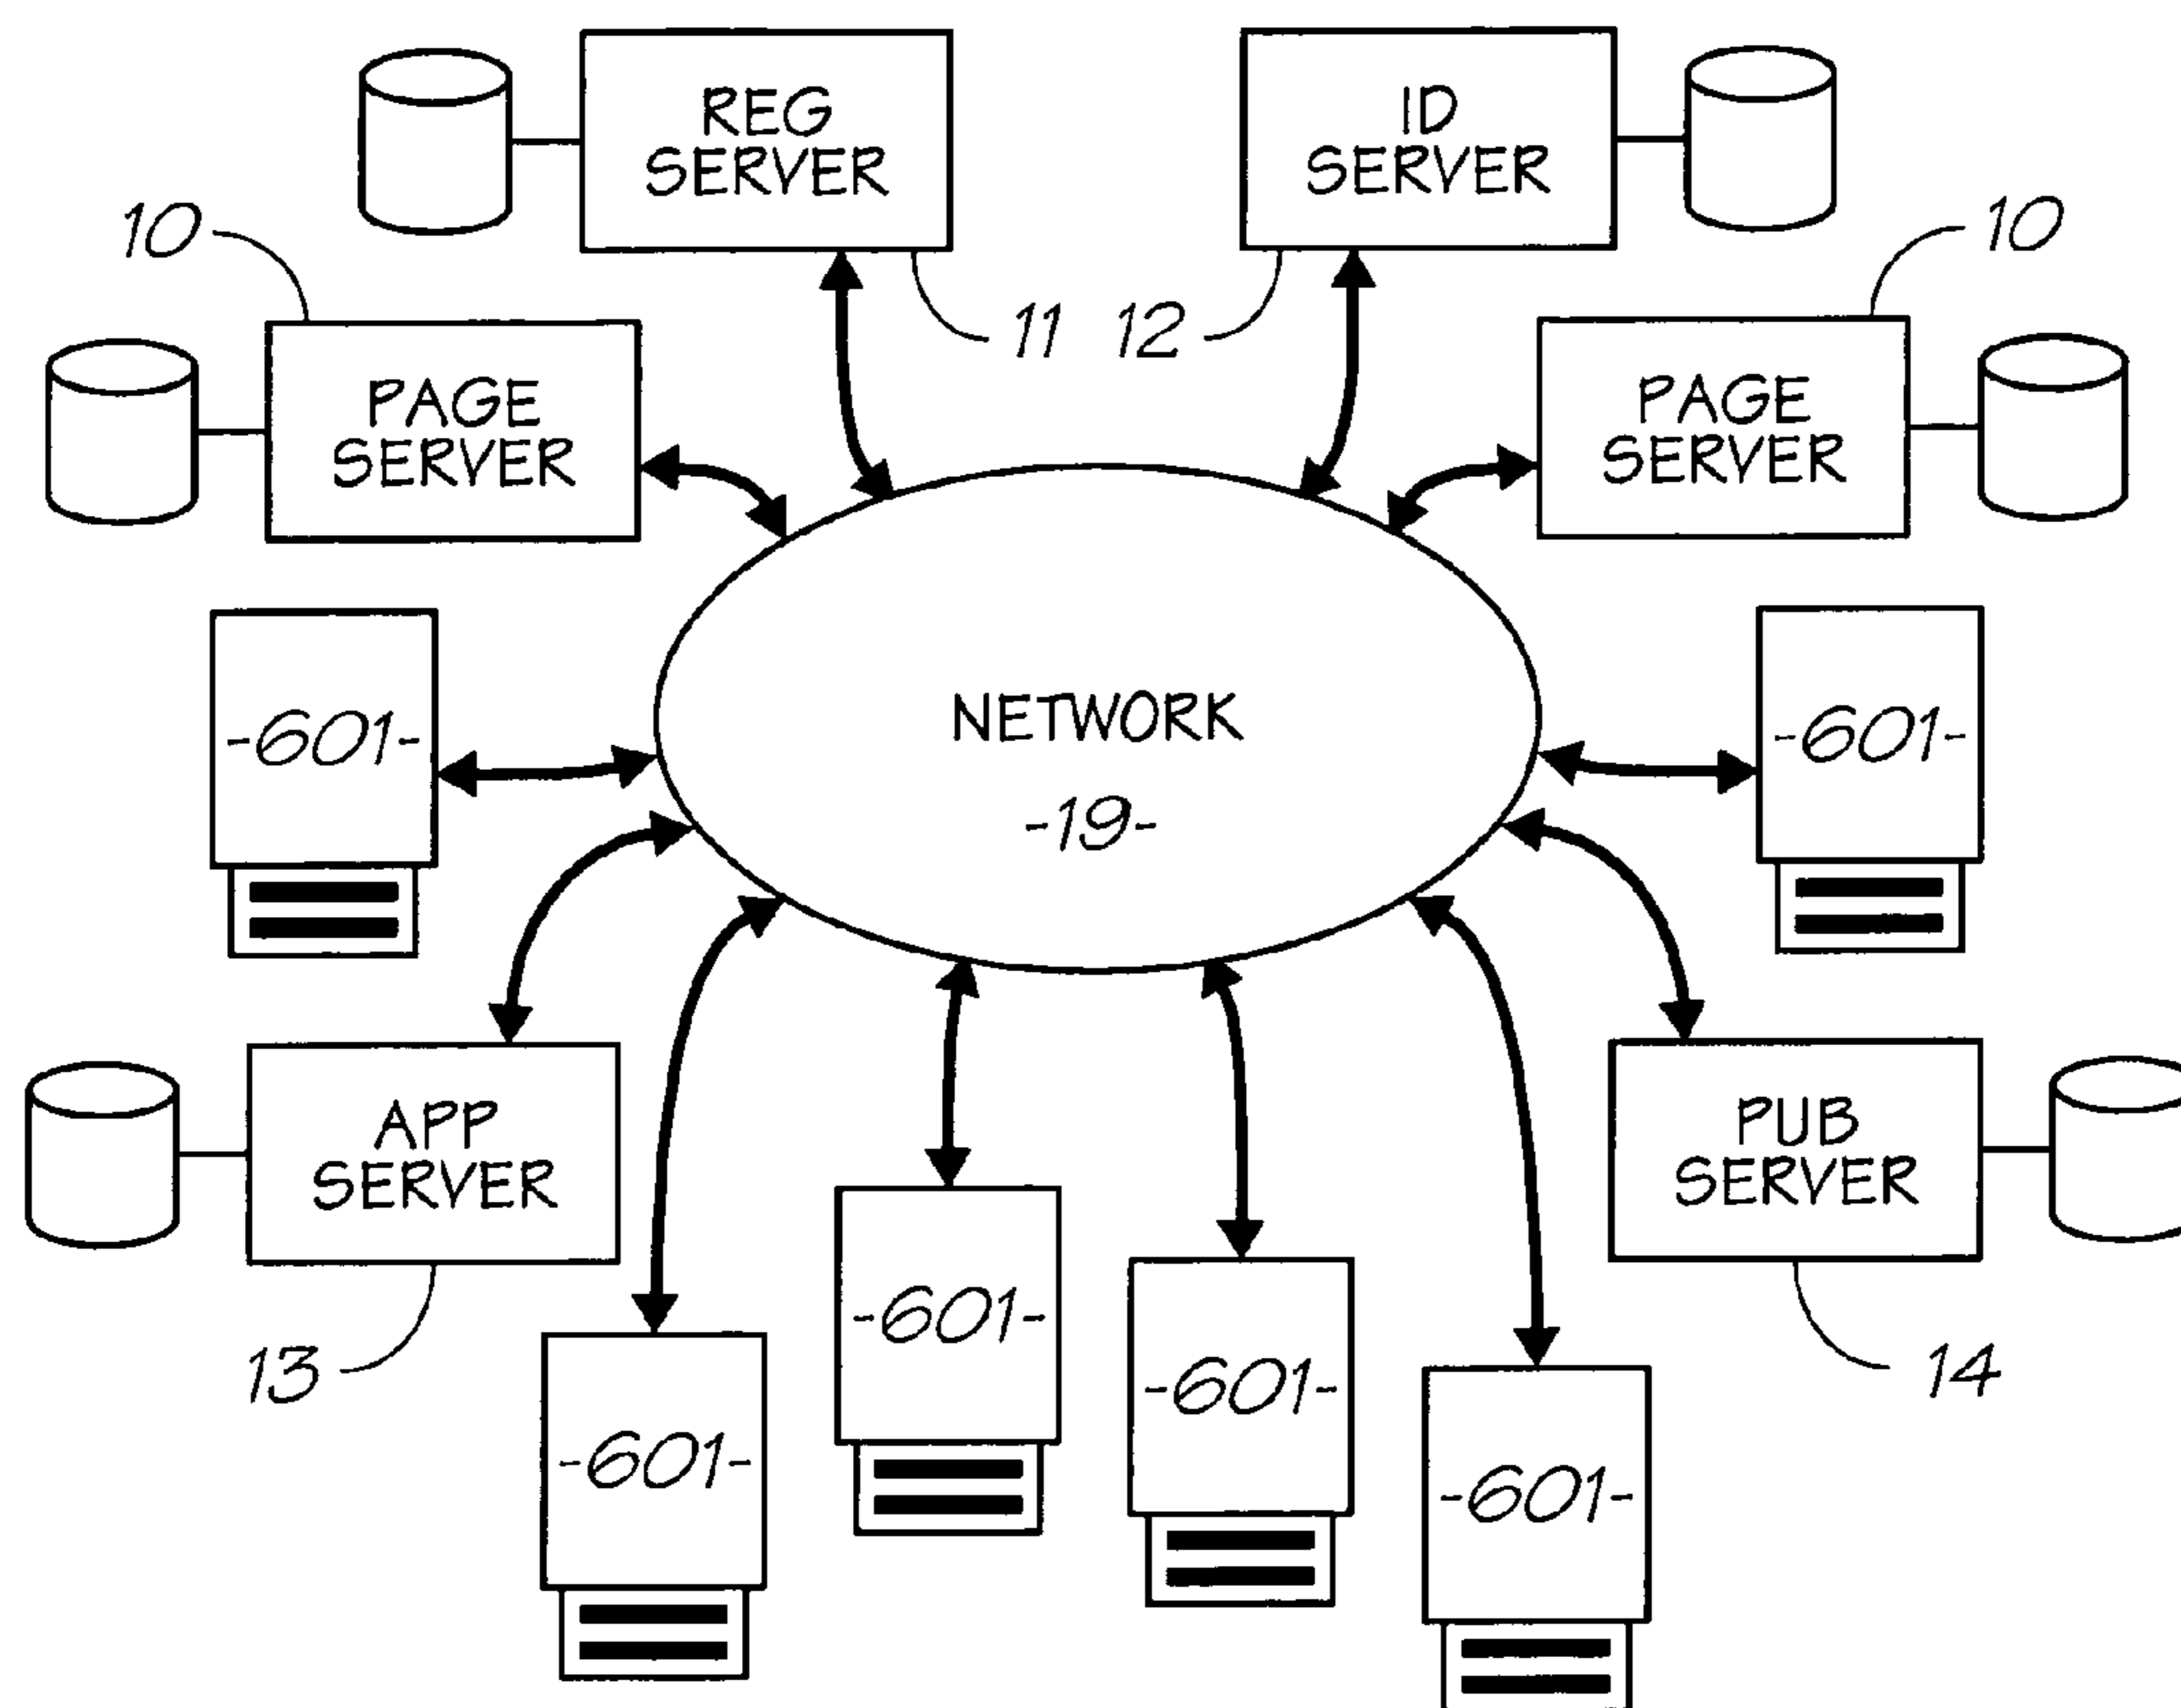 REG
SERVER
ID
SERVER
10
10
11
12
PAGE
SERVER
PAGE
SERVER
-601-
NETWORK
-19-
-601-
APP
SERVER
PUB
SERVER
13
-601-
-601-
-601-
-601-
14